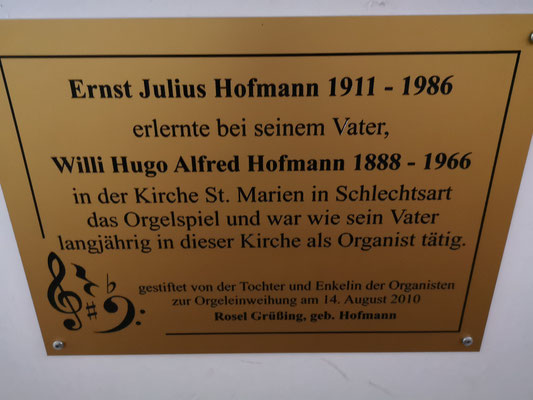 Ernst Julius Hofmann 1911 - 1986
erlernte bei seinem Vater,
Willi Hugo Alfred Hofmann 1888 - 1966
in der Kirche St. Marien in Schlechtsart
das Orgelspiel und war wie sein Vater
langjährig in dieser Kirche als Organist tätig.
gestiftet von der Tochter und Enkelin der Organisten
zur Orgeleinweihung am 14. August 2010
Rosel Grüßing, geb. Hofmann